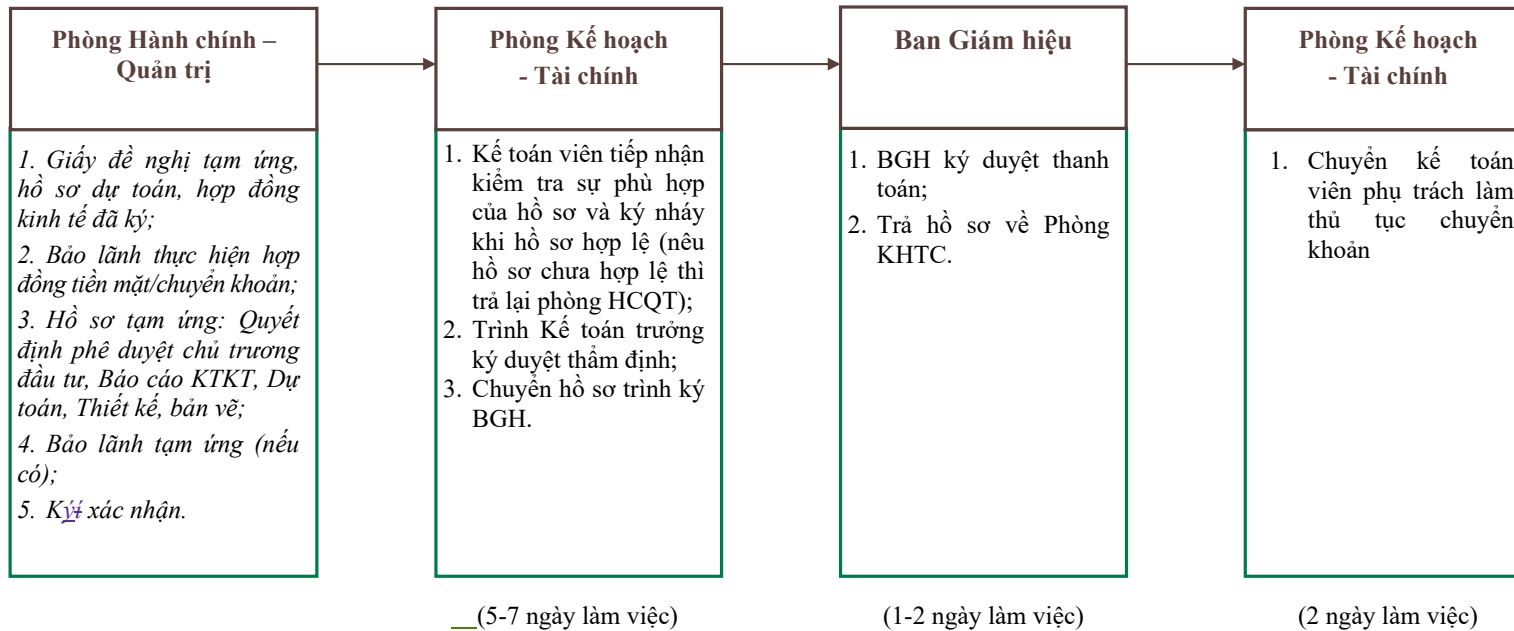 Phòng Hành chính –
Quản trị
1. Giấy đề nghị tạm ứng,
hồ sơ dự toán, hợp đồng
kinh tế đã ký;
2. Bảo lãnh thực hiện hợp
đồng tiền mặt/chuyển khoản;
3. Hồ sơ tạm ứng: Quyết
định phê duyệt chủ trương
đầu tư, Báo cáo KTKT, Dự
toán, Thiết kế, bản vẽ;
4. Bảo lãnh tạm ứng (nếu
có);
5. Kýí xác nhận.
Phòng Kế hoạch
- Tài chính
1. Kế toán viên tiếp nhận
kiểm tra sự phù hợp
của hồ sơ và ký nháy
khi hồ sơ hợp lệ (nêu
hồ sơ chưa hợp lệ thì
trả lại phòng HCQT);
2. Trình Kế toán trưởng
ký duyệt thẩm định;
3. Chuyển hồ sơ trình ký
BGH.
(5-7 ngày làm việc)
Ban Giám hiệu
1. BGH ký duyệt thanh
toán;
2. Trả hồ sơ về Phòng
KHTC.
(1-2 ngày làm việc)
Phòng Kế hoạch
- Tài chính
1. Chuyển kế toán
viên phụ trách làm
thủ tục chuyển
khoản
(2 ngày làm việc)